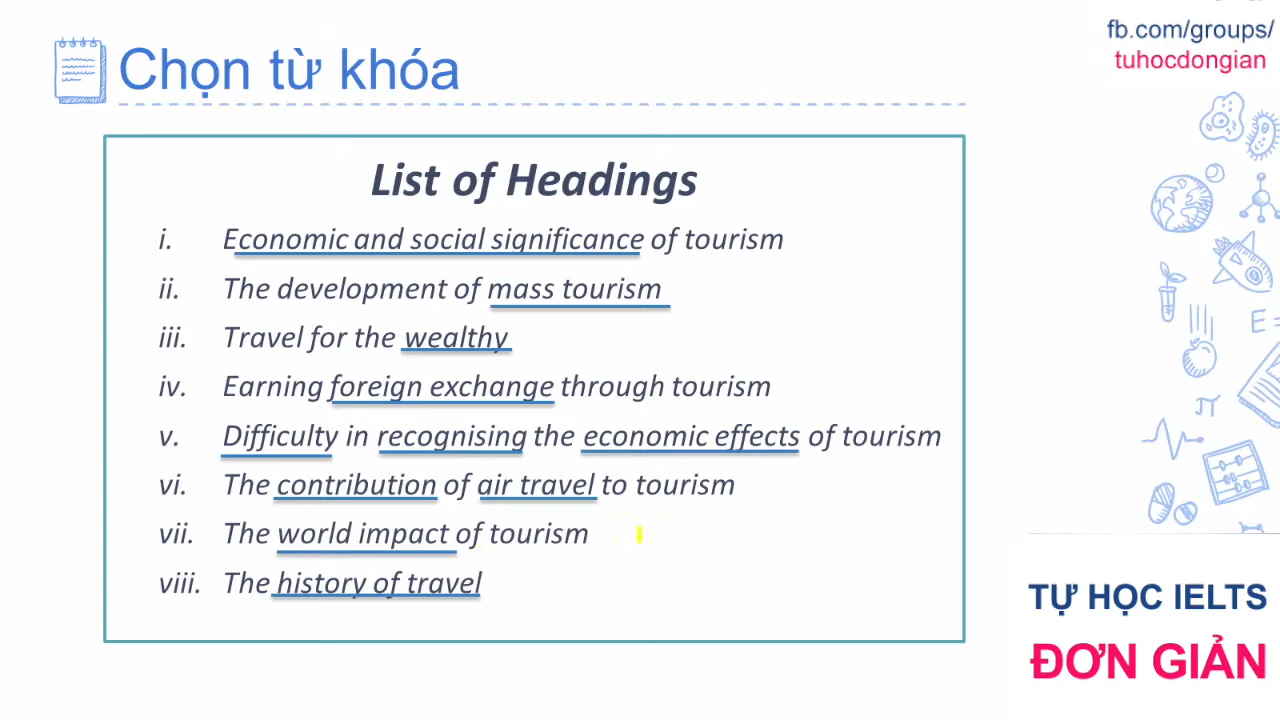 fb.com/groups/
tuhocdongian
Chọn từ khóa
List of Headings
i. Economic and social significance of tourism
ii. The development of mass tourism
iii. Travel for the wealthy
iv. Earning foreign exchange through tourism
v. Difficulty in recognising the economic effects of tourism
vi. The contribution of air travel to tourism
vii. The world impact of tourism
viii. The history of travel
E=
π
TỰ HỌC IELTS
ĐƠN GIẢN